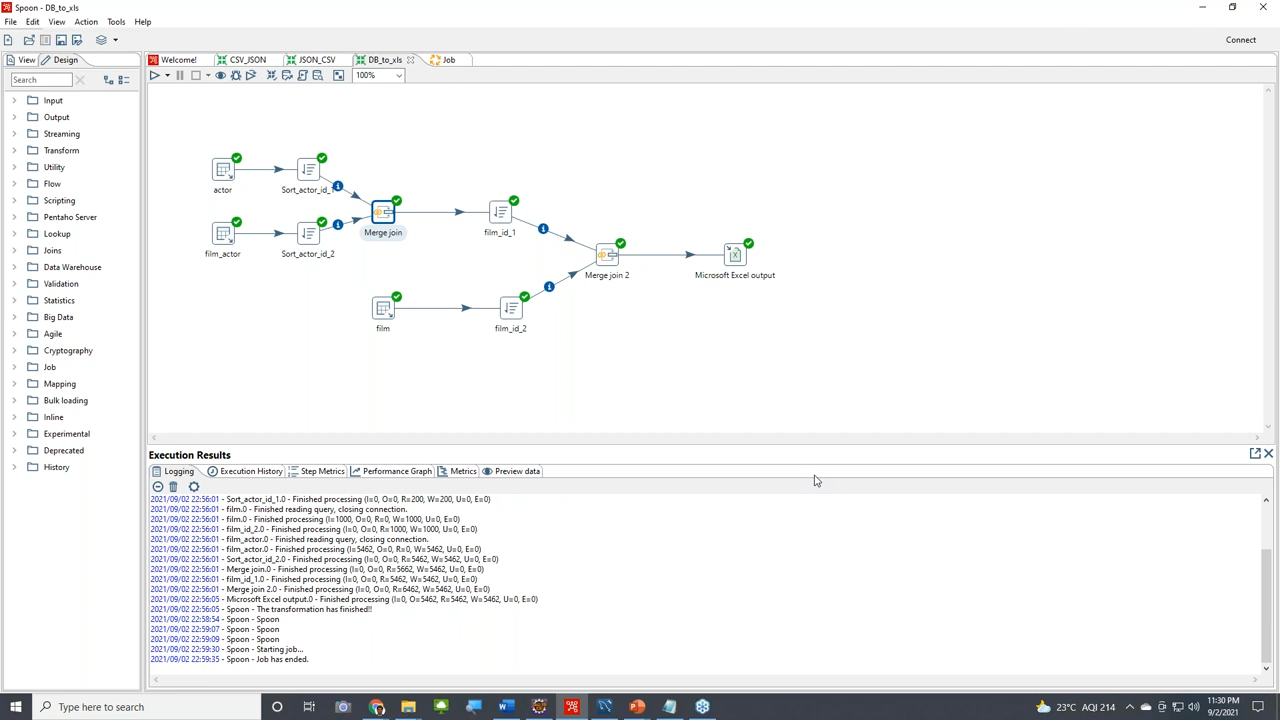 Spoon - DB_to_xls
File Edit View Action Tools Help
Connect
View Design
Welcome! CSV_JSON JSON_CSV DB_to_xls Job
Search
100%
Input
Output
Streaming
Transform
Utility
Flow
Scripting
Pentaho Server
Lookup
Joins
Data Warehouse
Validation
Statistics
Big Data
Agile
Cryptography
Job
Mapping
Bulk loading
Inline
Experimental
Deprecated
History
actor
Sort_actor_id_1
film_actor
Sort_actor_id_2
Merge join
film_id_1
Merge join 2
Microsoft Excel output
film
film_id_2
Execution Results
Logging Execution History Step Metrics Performance Graph Metrics Preview data
2021/09/02 22:56:01 - Sort_actor_id_1.0 - Finished processing (I=0, O=0, R=200, W=200, U=0, E=0)
2021/09/02 22:56:01 - film.0 - Finished reading query, closing connection.
2021/09/02 22:56:01 - film.0 - Finished processing (I=1000, O=0, R=0, W=1000, U=0, E=0)
2021/09/02 22:56:01 - film_id_2.0 - Finished processing (I=0, O=0, R=1000, W=1000, U=0, E=0)
2021/09/02 22:56:01 - film_actor.0 - Finished reading query, closing connection.
2021/09/02 22:56:01 - film_actor.0 - Finished processing (I=5462, O=0, R=0, W=5462, U=0, E=0)
2021/09/02 22:56:01 - Sort_actor_id_2.0 - Finished processing (I=0, O=0, R=5462, W=5462, U=0, E=0)
2021/09/02 22:56:01 - Merge join.0 - Finished processing (I=0, O=0, R=5662, W=5462, U=0, E=0)
2021/09/02 22:56:01 - film_id_1.0 - Finished processing (I=0, O=0, R=5462, W=5462, U=0, E=0)
2021/09/02 22:56:01 - Merge join 2.0 - Finished processing (I=0, O=0, R=6462, W=5462, U=0, E=0)
2021/09/02 22:56:05 - Microsoft Excel output.0 - Finished processing (I=0, O=5462, R=5462, W=5462, U=0, E=0)
2021/09/02 22:56:05 - Spoon - The transformation has finished!!
2021/09/02 22:58:54 - Spoon - Spoon
2021/09/02 22:59:07 - Spoon - Spoon
2021/09/02 22:59:09 - Spoon - Spoon
2021/09/02 22:59:30 - Spoon - Starting job...
2021/09/02 22:59:35 - Spoon - Job has ended.
Type here to search
23°C AQI 214
11:30 PM
9/2/2021